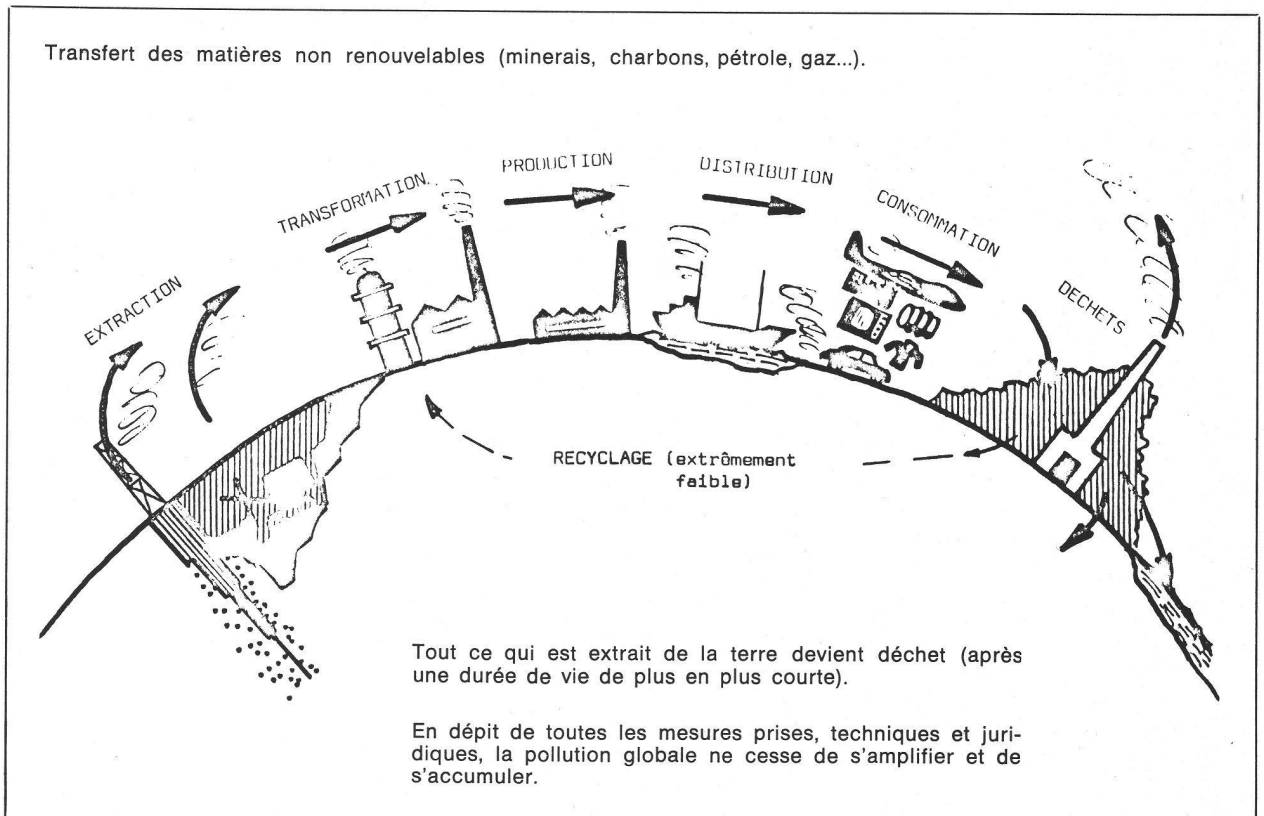 Transfert des matières non renouvelables (minerais, charbons, pétrole, gaz...).
EXTRACTION
TRANSFORMATION.
PRODUCTION
DISTRIBUTION
CONSOMMATION
DECHETS
RECYCLAGE (extrômement
faible)
Tout ce qui est extrait de la terre devient déchet (après
une durée de vie de plus en plus courte).
En dépit de toutes les mesures prises, techniques et juri-
diques, la pollution globale ne cesse de s'amplifier et de
s'accumuler.